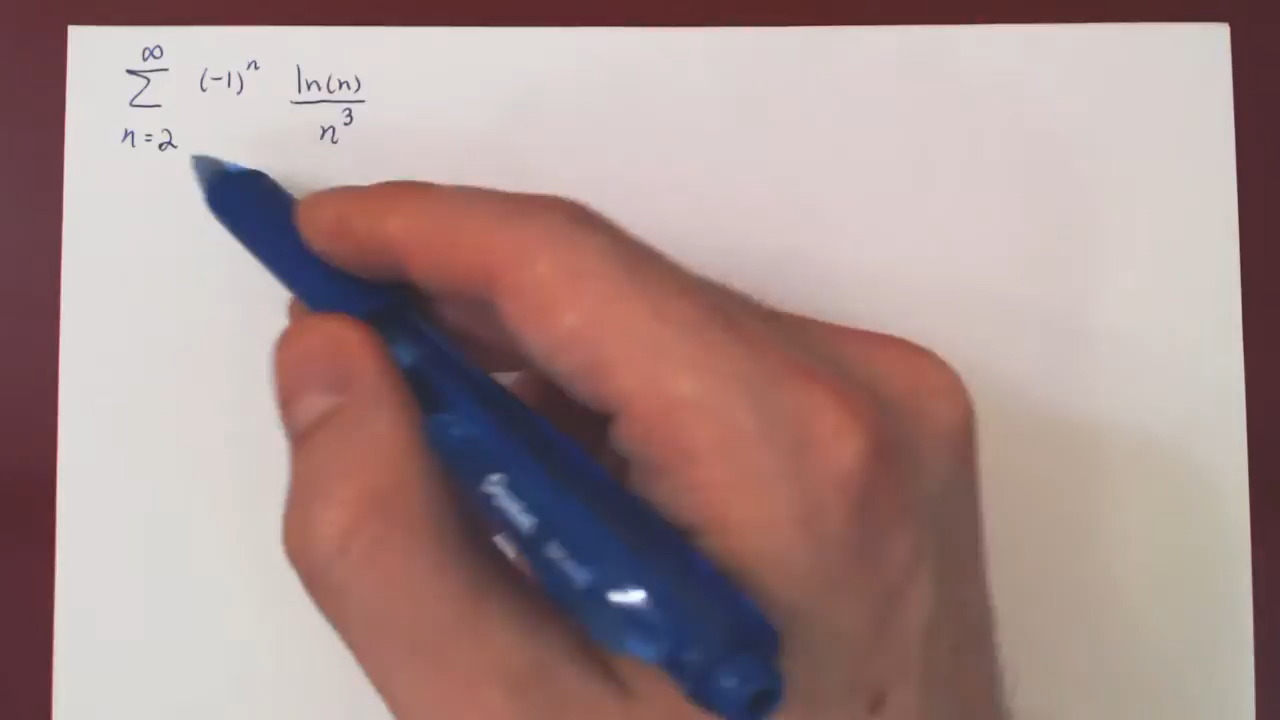 ∞
∑ (-1)^n ln(n)/n^3
n=2